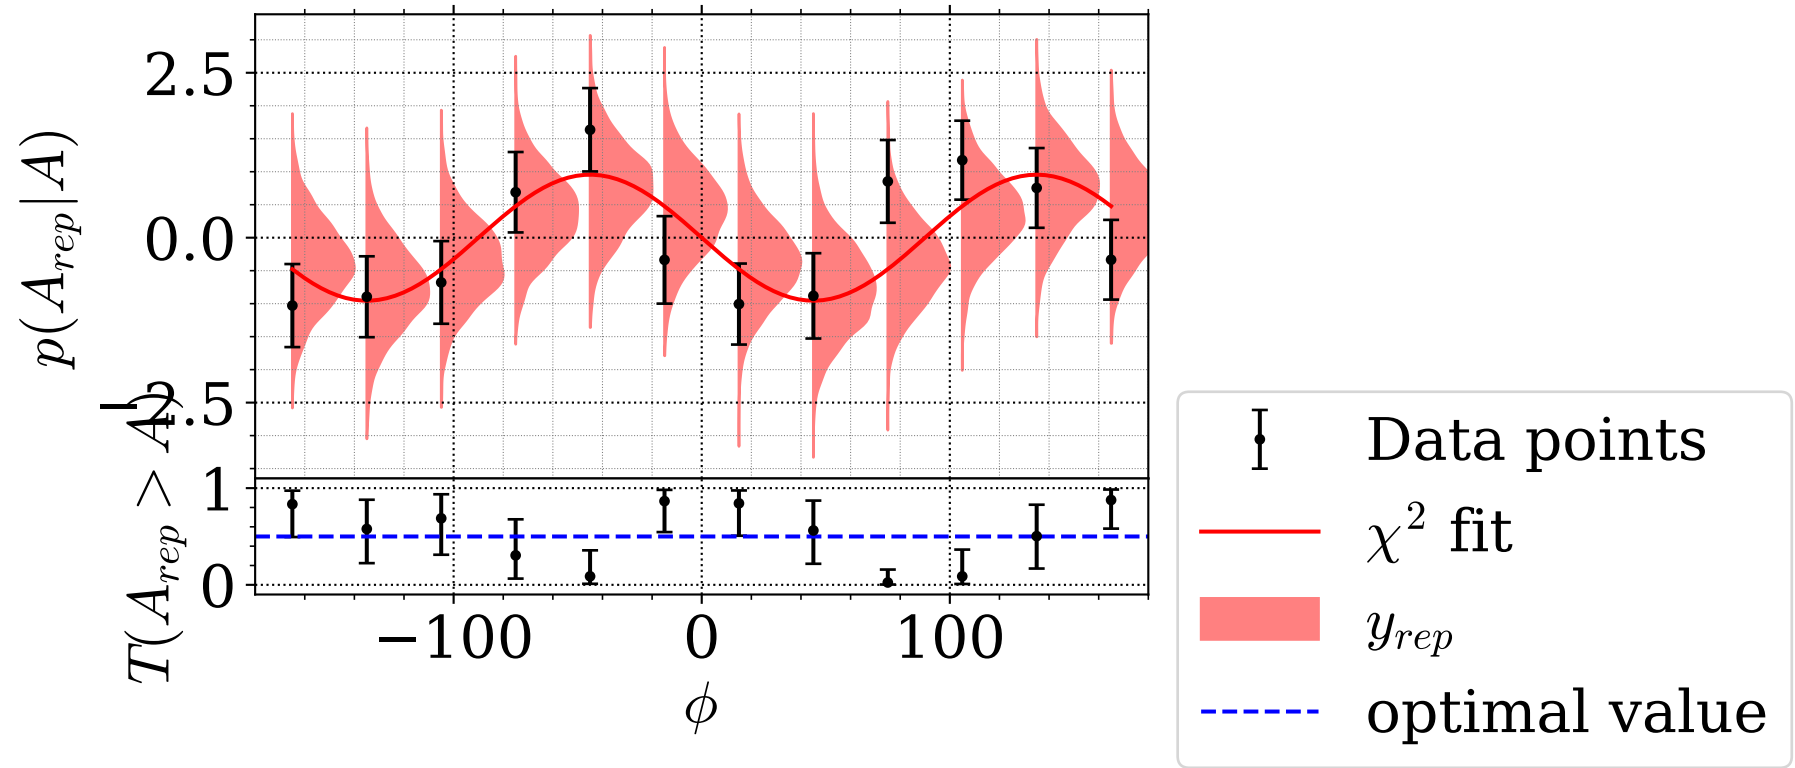 p(A_rep|A)
2.5
0.0
−2.5
T(A_rep > A)
1
0
−100 0 100
ϕ
Data points
χ² fit
y_rep
optimal value